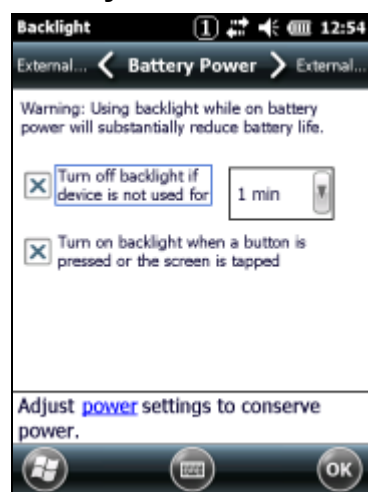 Backlight 1 12:54
External... Battery Power External...
Warning: Using backlight while on battery
power will substantially reduce battery life.
Turn off backlight if
device is not used for
1 min
Turn on backlight when a button is
pressed or the screen is tapped
Adjust power settings to conserve
power.
OK